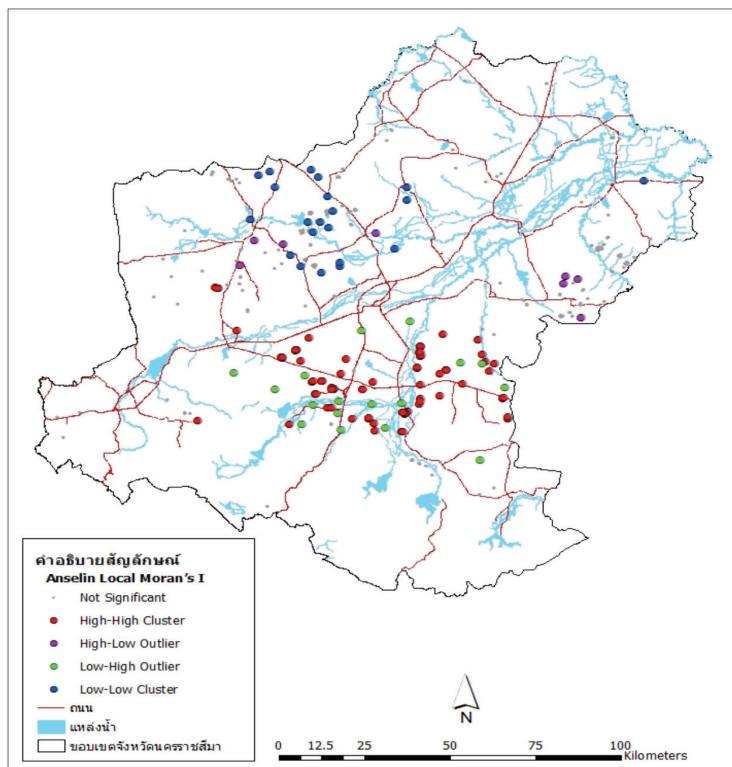 คำอธิบายสัญลักษณ์
Anselin Local Moran's I
Not Significant
High-High Cluster
High-Low Outlier
Low-High Outlier
Low-Low Cluster
ถนน
แหล่งน้ำ
ขอบเขตจังหวัดนครราชสีมา
N
0 12.5 25 50 75 100
Kilometers